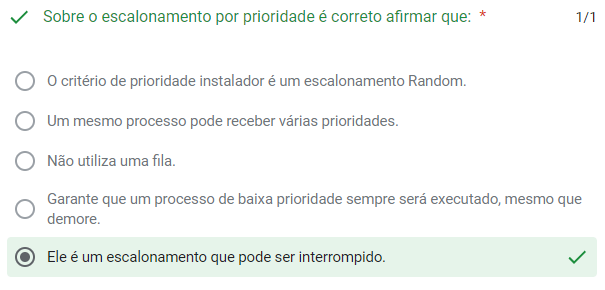 Sobre o escalonamento por prioridade é correto afirmar que: *
1/1
O critério de prioridade instalador é um escalonamento Random.
Um mesmo processo pode receber várias prioridades.
Não utiliza uma fila.
Garante que um processo de baixa prioridade sempre será executado, mesmo que
demore.
Ele é um escalonamento que pode ser interrompido.